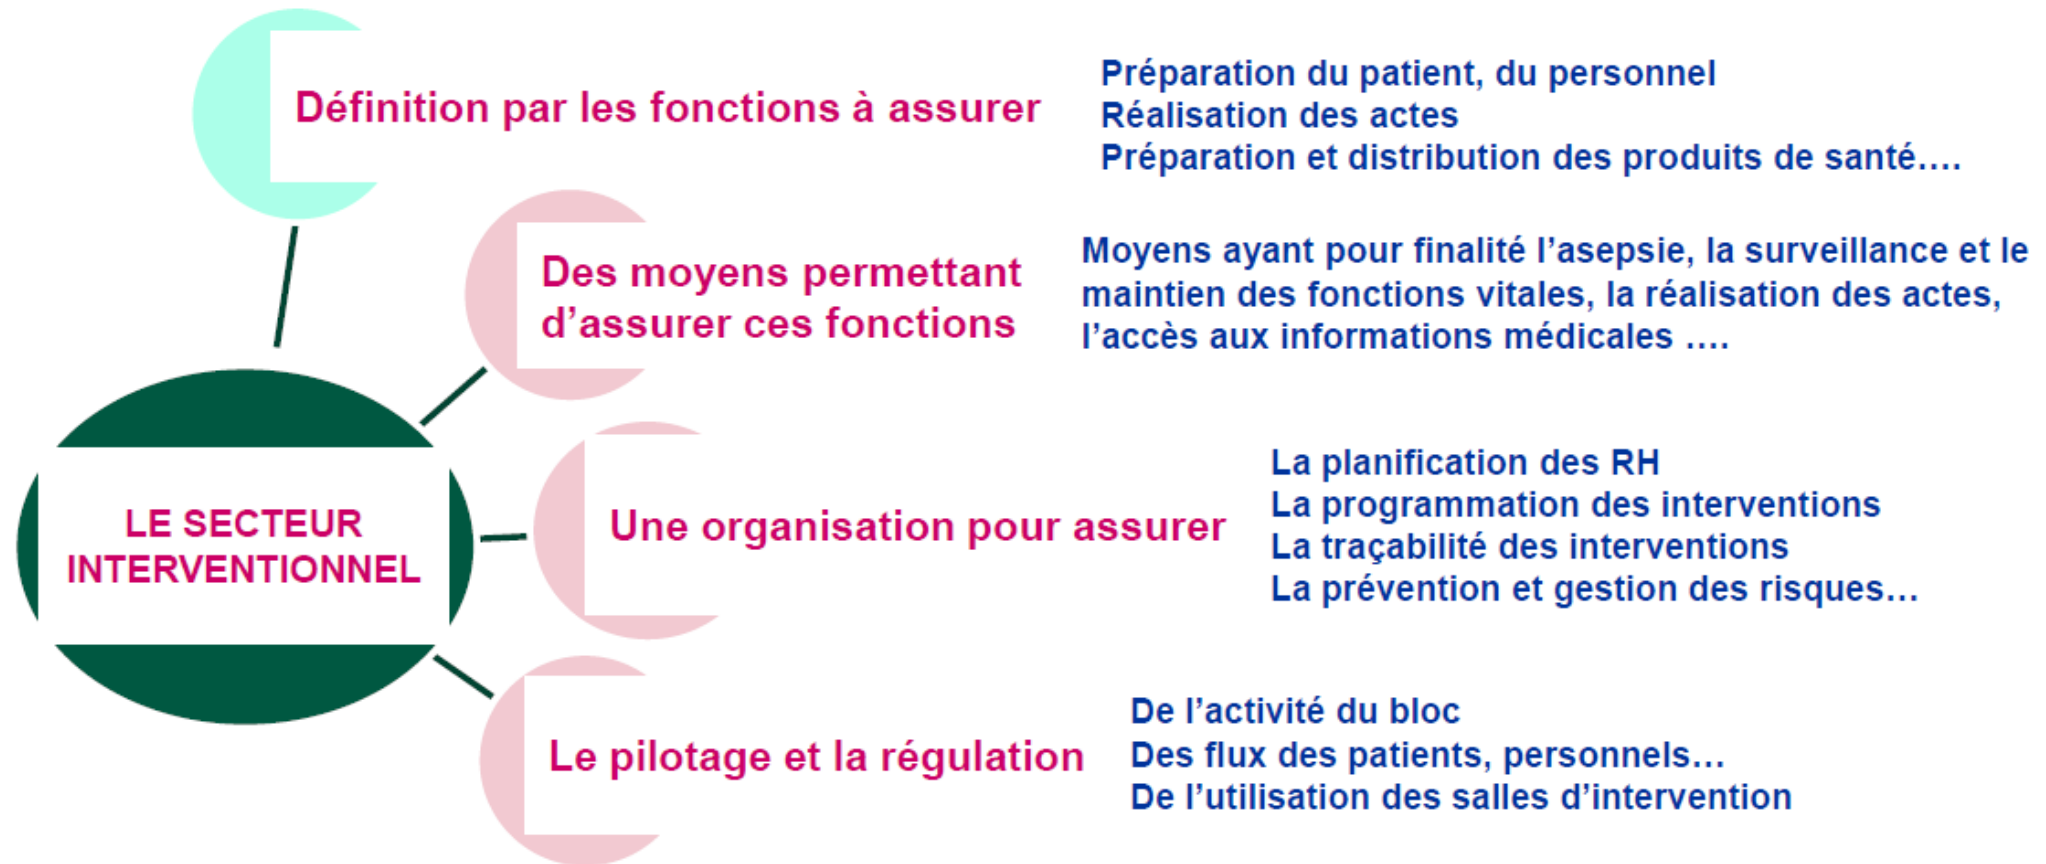 Définition par les fonctions à assurer
Préparation du patient, du personnel
Réalisation des actes
Préparation et distribution des produits de santé....
Des moyens permettant
d'assurer ces fonctions
Moyens ayant pour finalité l'asepsie, la surveillance et le
maintien des fonctions vitales, la réalisation des actes,
l'accès aux informations médicales ....
LE SECTEUR
INTERVENTIONNEL
Une organisation pour assurer
La planification des RH
La programmation des interventions
La traçabilité des interventions
La prévention et gestion des risques...
Le pilotage et la régulation
De l'activité du bloc
Des flux des patients, personnels...
De l'utilisation des salles d'intervention